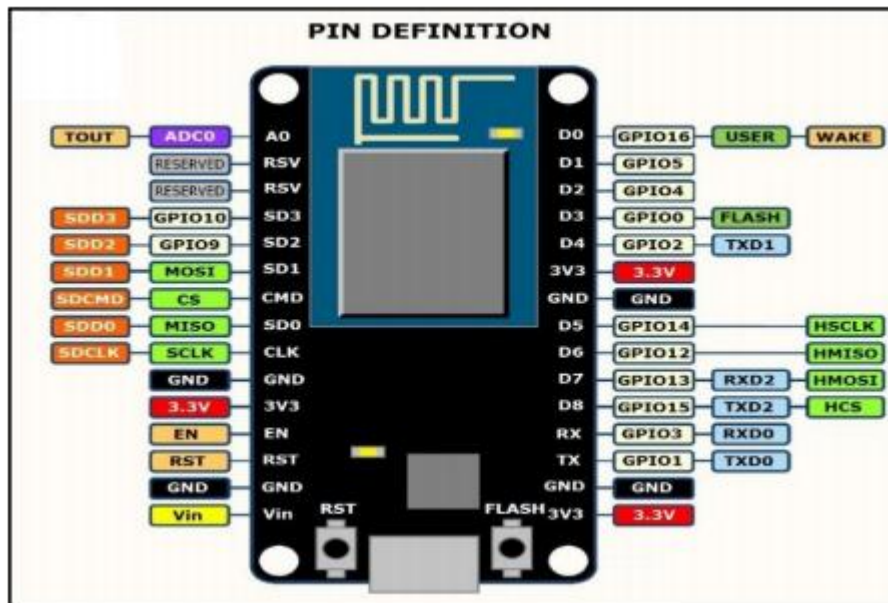 PIN DEFINITION
TOUT ADC0 A0 D0 GPIO16 USER WAKE
RESERVED RSV D1 GPIO5
RESERVED RSV D2 GPIO4
SDD3 GPIO10 SD3 D3 GPIO0 FLASH
SDD2 GPIO9 SD2 D4 GPIO2 TXD1
SDD1 MOSI SD1 3V3 3.3V
SDCMD CS CMD GND GND
SDD0 MISO SD0 D5 GPIO14 HSCLK
SDCLK SCLK CLK D6 GPIO12 HMISO
GND GND D7 GPIO13 RXD2 HMOSI
3.3V 3V3 D8 GPIO15 TXD2 HCS
EN EN RX GPIO3 RXD0
RST RST TX GPIO1 TXD0
GND GND GND GND
Vin Vin RST FLASH 3V3 3.3V